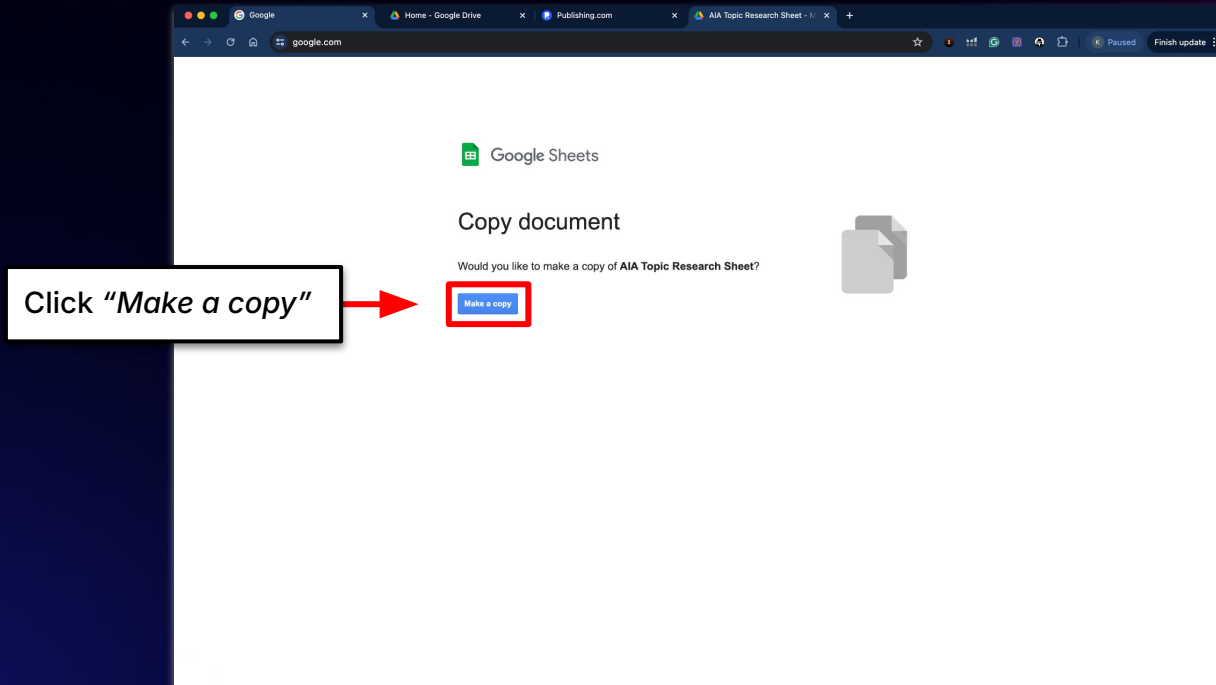 Google
Home - Google Drive
Publishing.com
AIA Topic Research Sheet - M
google.com
K Paused
Finish update
Google Sheets
Copy document
Would you like to make a copy of AIA Topic Research Sheet?
Click “Make a copy”
Make a copy